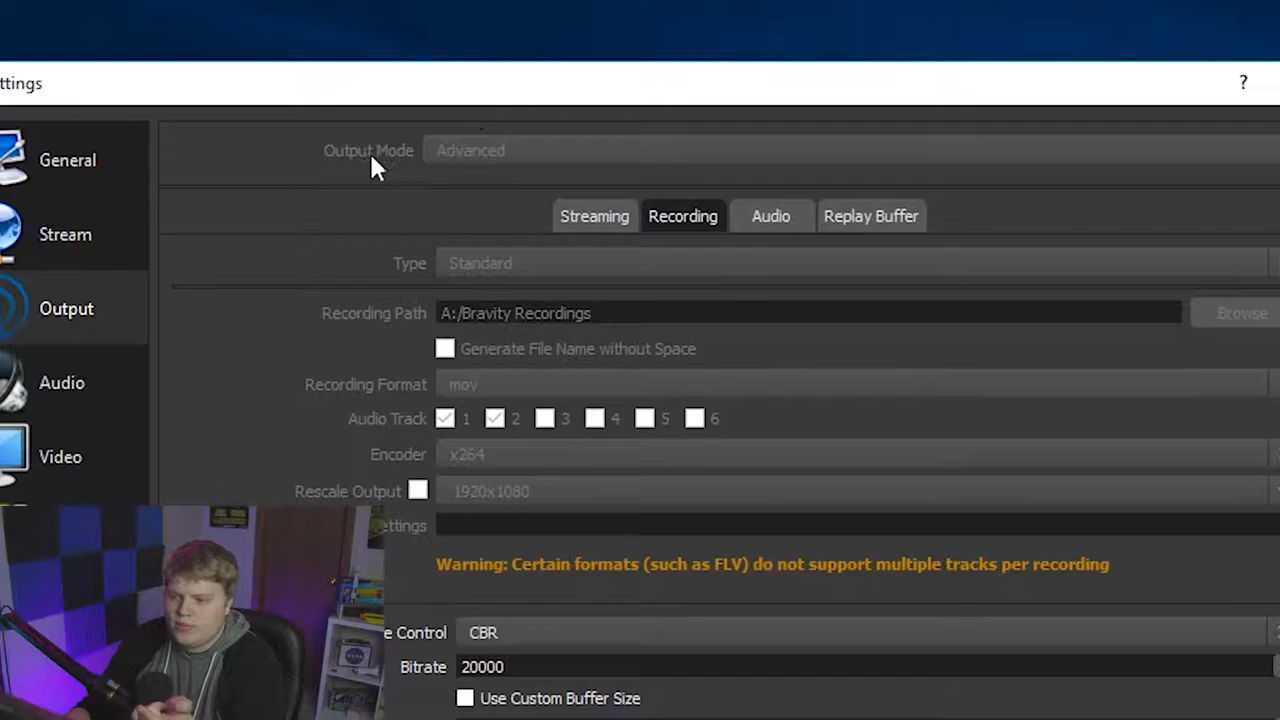 ttings ?
General
Stream
Output
Audio
Video
Output Mode Advanced
Streaming Recording Audio Replay Buffer
Type Standard
Recording Path A:/Bravity Recordings Browse
Generate File Name without Space
Recording Format mov
Audio Track 1 2 3 4 5 6
Encoder x264
Rescale Output 1920x1080
ettings
Warning: Certain formats (such as FLV) do not support multiple tracks per recording
e Control CBR
Bitrate 20000
Use Custom Buffer Size
NASA